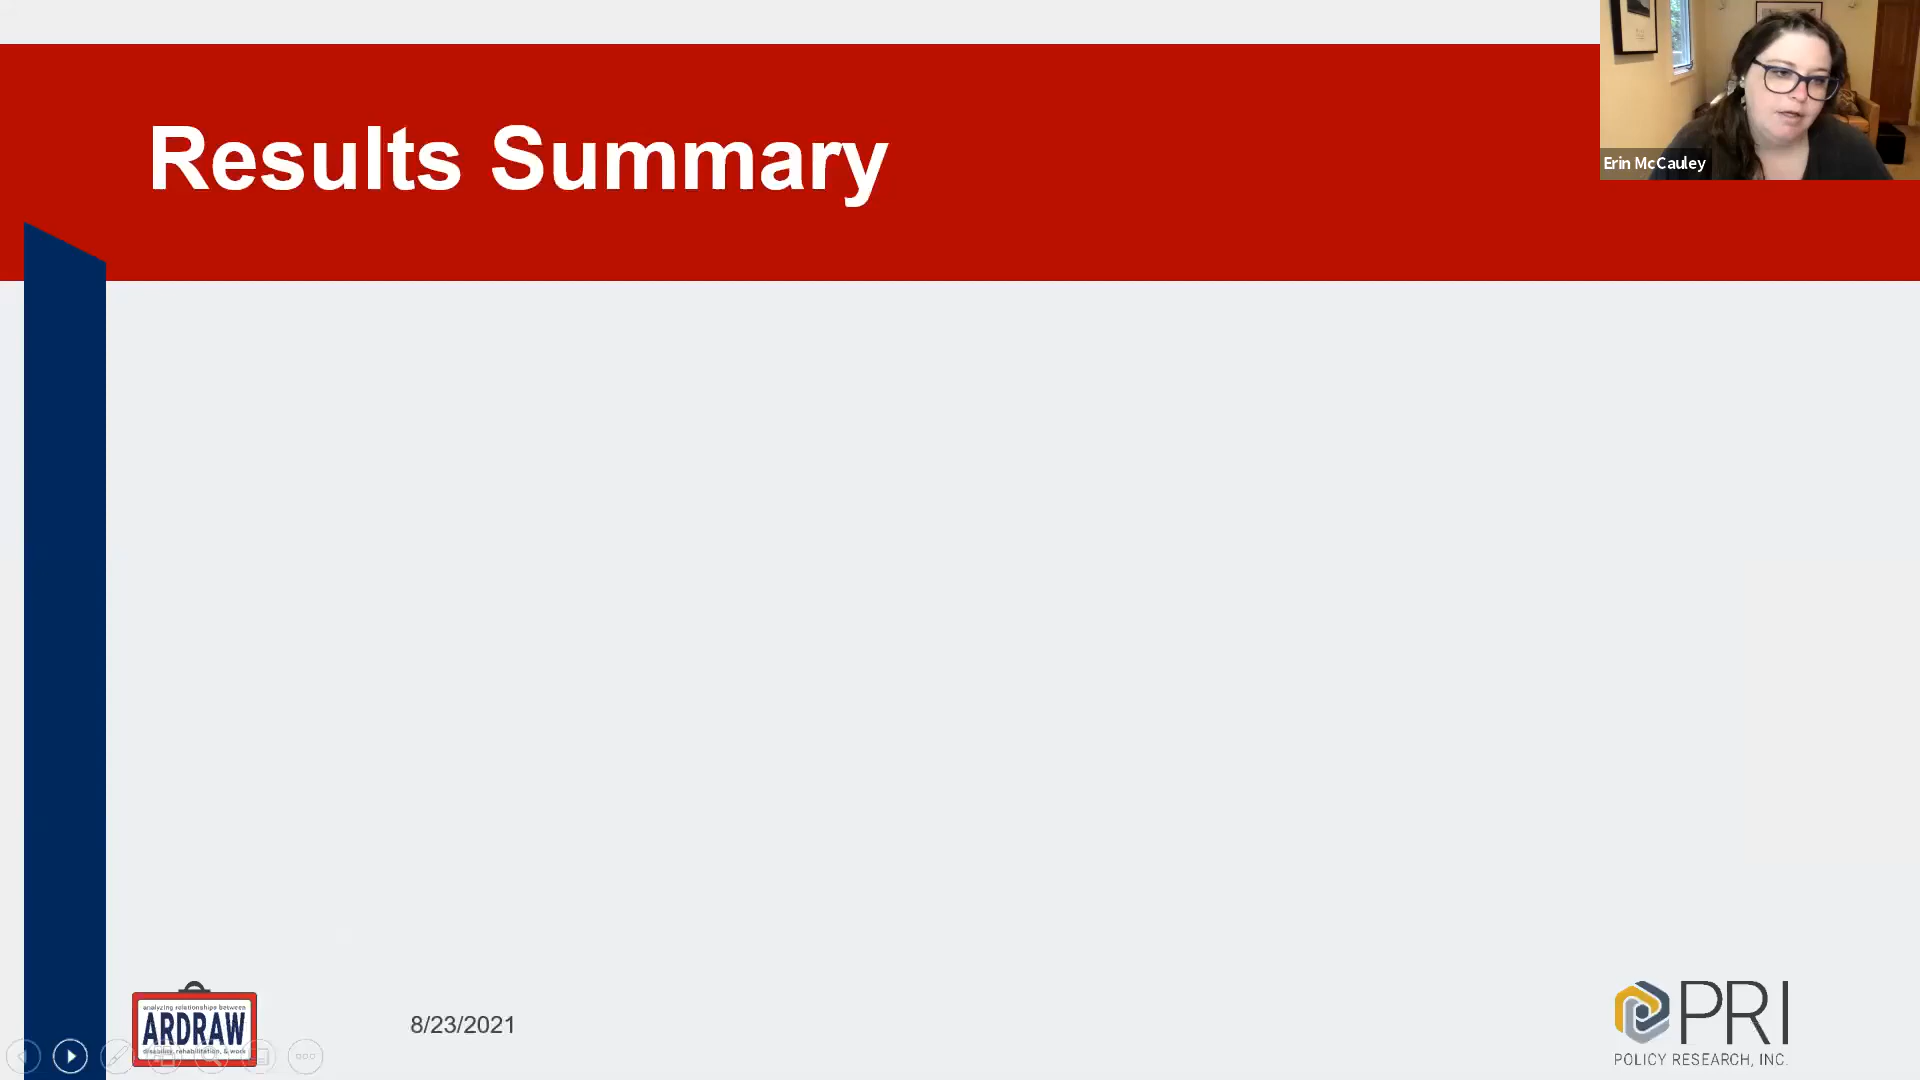 Results Summary
Erin McCauley
analyzing relationships between
ARDRAW
disability, rehabilitation, & work
8/23/2021
PRI
POLICY RESEARCH, INC.